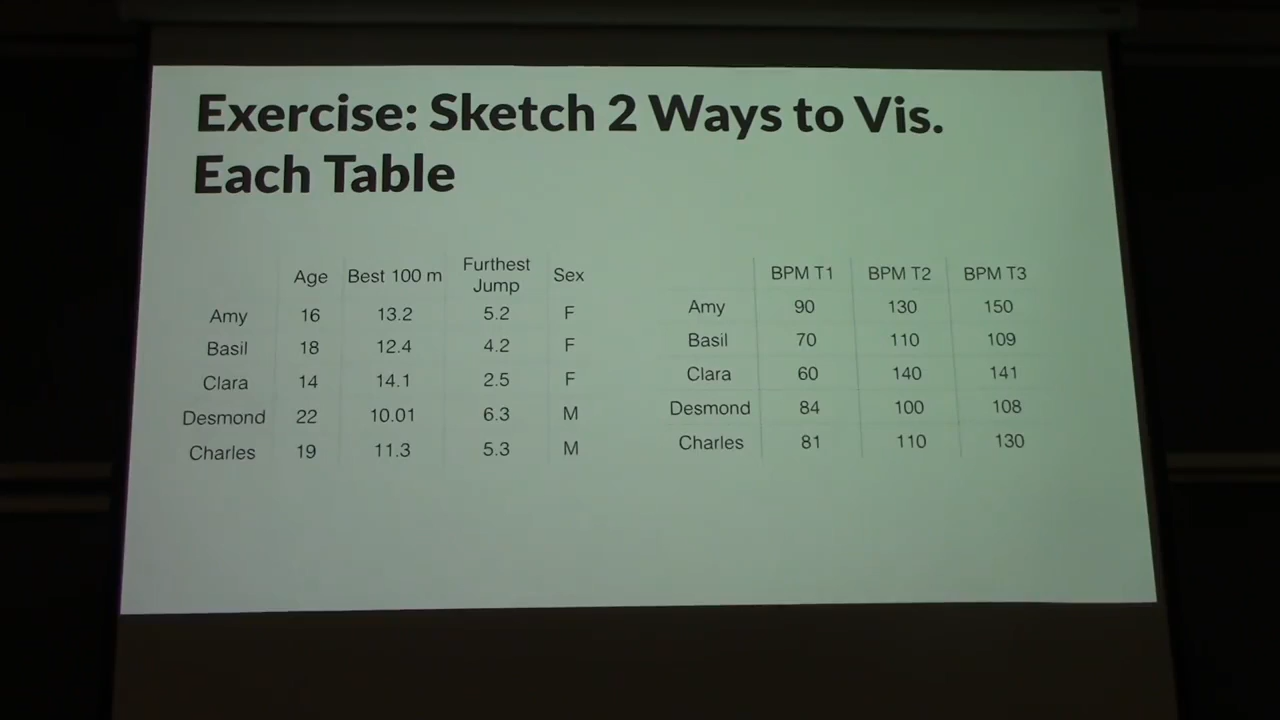 Exercise: Sketch 2 Ways to Vis.
Each Table
Age Best 100 m Furthest Jump Sex
Amy 16 13.2 5.2 F
Basil 18 12.4 4.2 F
Clara 14 14.1 2.5 F
Desmond 22 10.01 6.3 M
Charles 19 11.3 5.3 M
BPM T1 BPM T2 BPM T3
Amy 90 130 150
Basil 70 110 109
Clara 60 140 141
Desmond 84 100 108
Charles 81 110 130